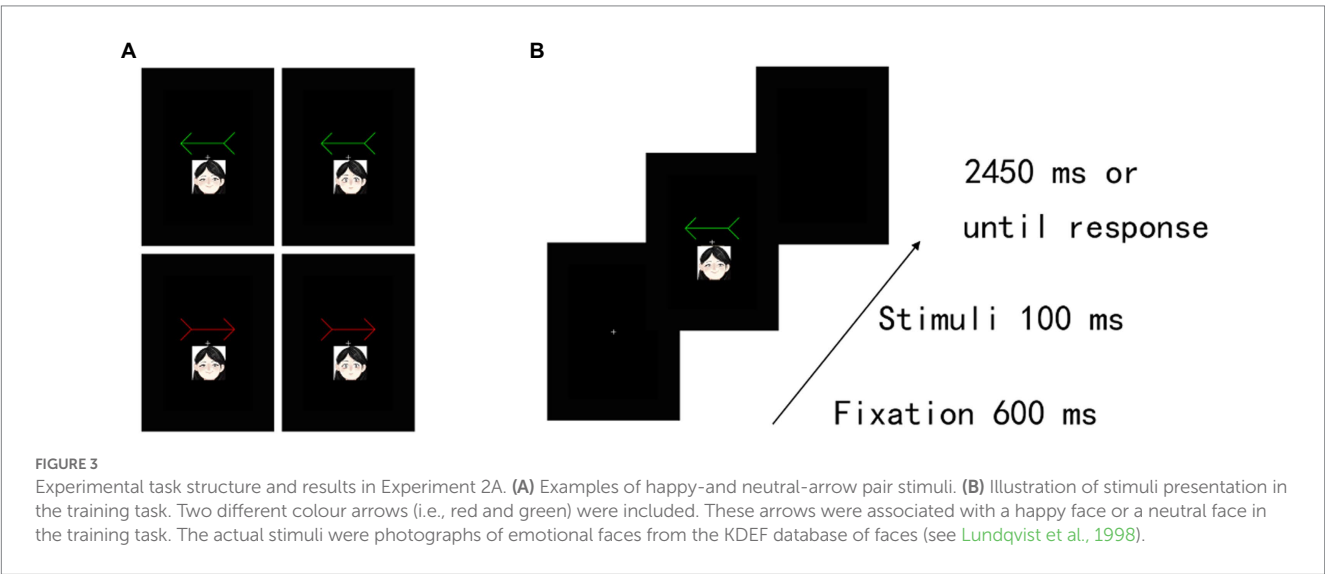 A
B
2450 ms or
until response
Stimuli 100 ms
Fixation 600 ms
FIGURE 3
Experimental task structure and results in Experiment 2A. (A) Examples of happy-and neutral-arrow pair stimuli. (B) Illustration of stimuli presentation in
the training task. Two different colour arrows (i.e., red and green) were included. These arrows were associated with a happy face or a neutral face in
the training task. The actual stimuli were photographs of emotional faces from the KDEF database of faces (see Lundqvist et al., 1998).